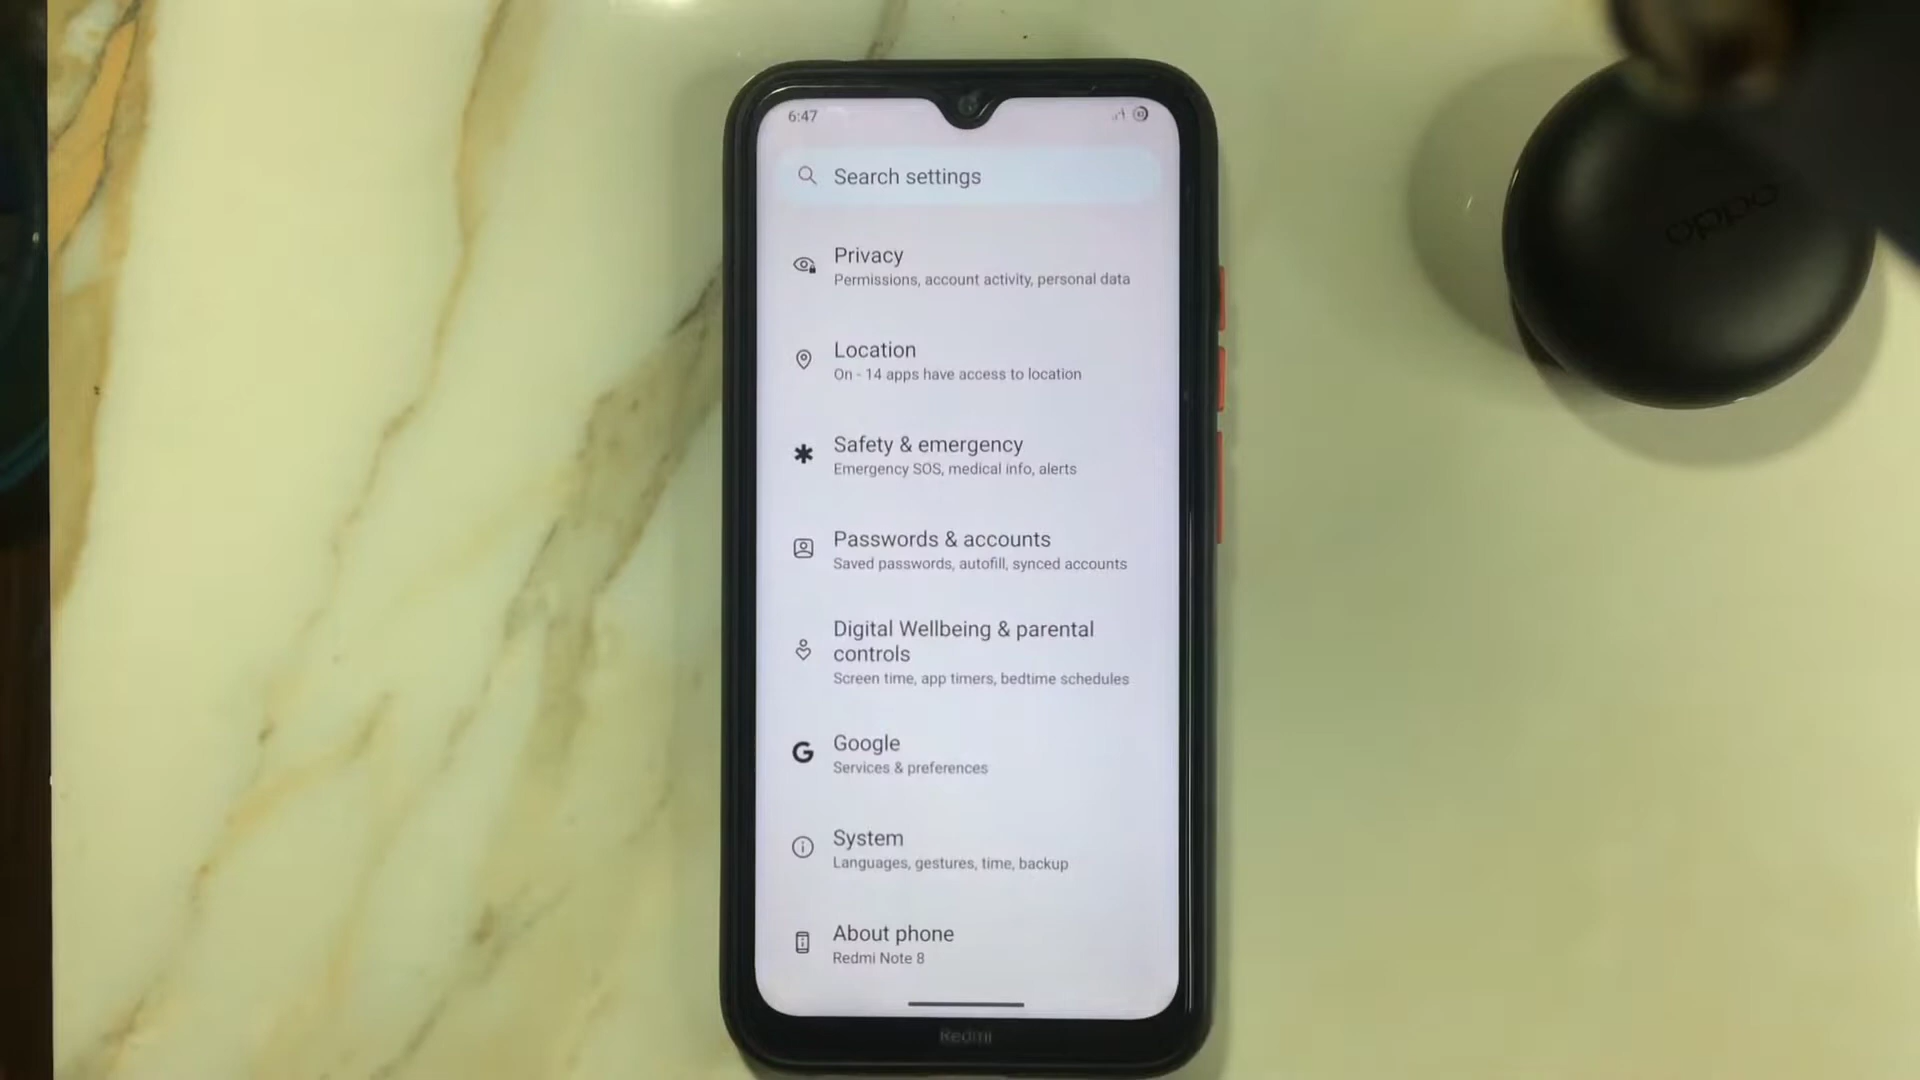 6:47
Search settings
Privacy
Permissions, account activity, personal data
Location
On - 14 apps have access to location
Safety & emergency
Emergency SOS, medical info, alerts
Passwords & accounts
Saved passwords, autofill, synced accounts
Digital Wellbeing & parental
controls
Screen time, app timers, bedtime schedules
Google
Services & preferences
System
Languages, gestures, time, backup
About phone
Redmi Note 8
Redmi
oppo